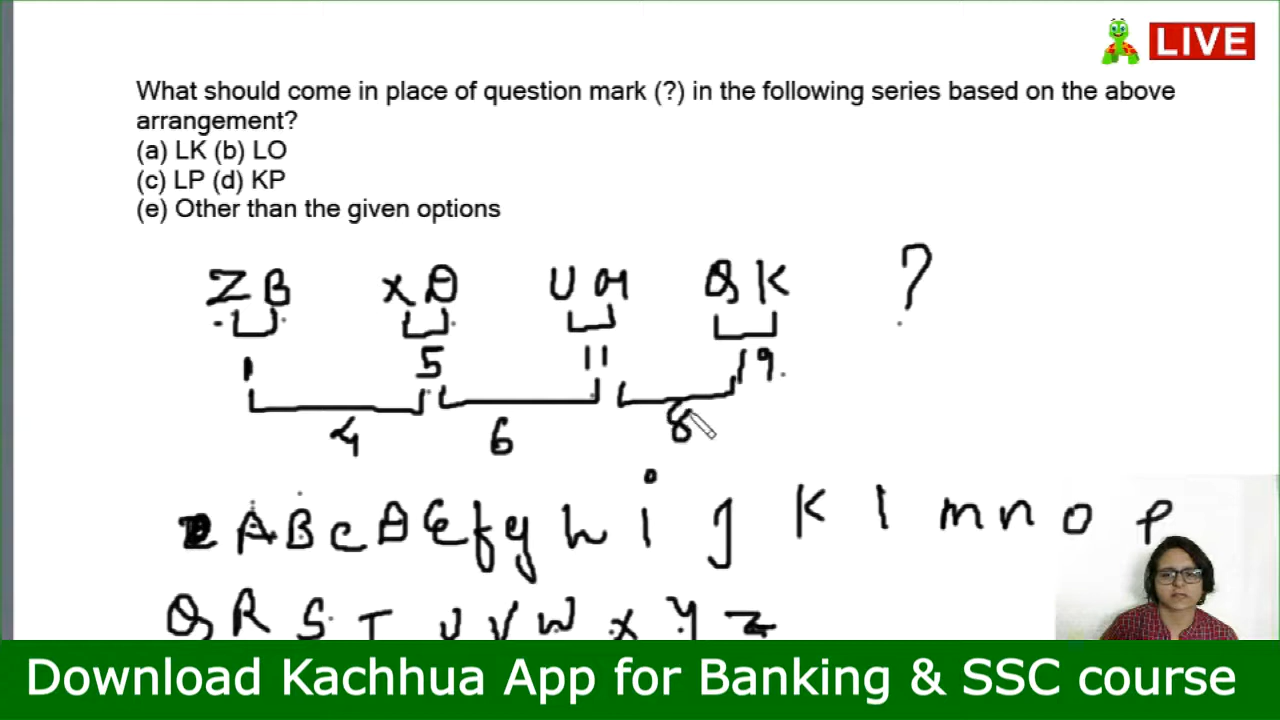 LIVE
What should come in place of question mark (?) in the following series based on the above
arrangement?
(a) LK (b) LO
(c) LP (d) KP
(e) Other than the given options
ZB XD U QK ?
1 5 11 19.
4 6 8
A B C D E f g h i j K l m n o p
Q R S T U V W X Y Z
Download Kachhua App for Banking & SSC course